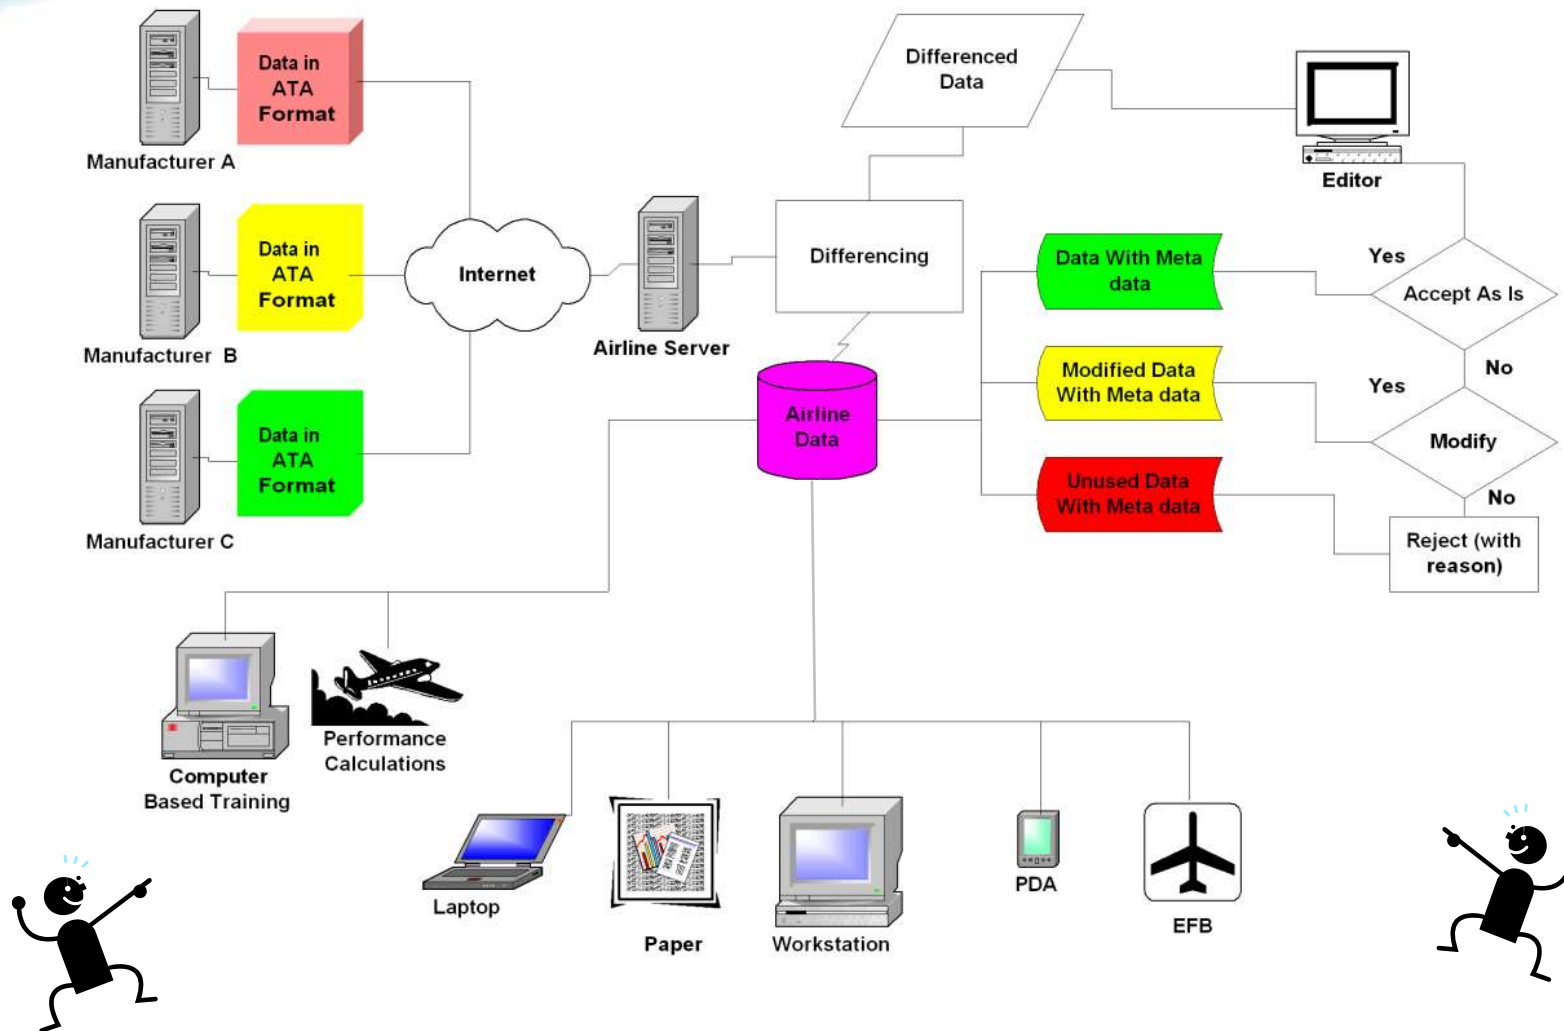 Data in
ATA
Format
Manufacturer A
Data in
ATA
Format
Manufacturer B
Data in
ATA
Format
Manufacturer C
Internet
Airline Server
Differencing
Differenced
Data
Editor
Yes
Accept As Is
No
Yes
Modify
No
Reject (with
reason)
Data With Meta
data
Modified Data
With Meta data
Unused Data
With Meta data
Airline
Data
Computer
Based Training
Performance
Calculations
Laptop
Paper
Workstation
PDA
EFB